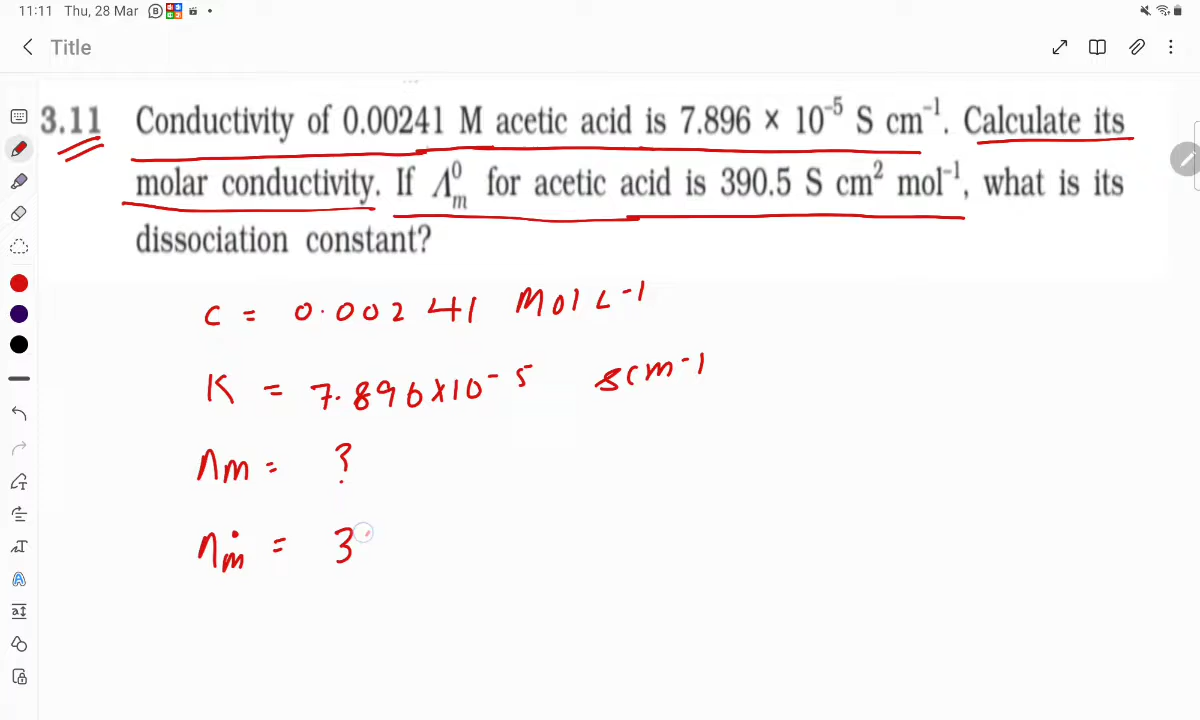 11:11 Thu, 28 Mar
Title
3.11 Conductivity of 0.00241 M acetic acid is 7.896 × 10⁻⁵ S cm⁻¹. Calculate its
molar conductivity. If Λ⁰ₘ for acetic acid is 390.5 S cm² mol⁻¹, what is its
dissociation constant?
C = 0.00241 Mol L⁻¹
K = 7.896×10⁻⁵ Scm⁻¹
Λm = ?
Λ°m = 3